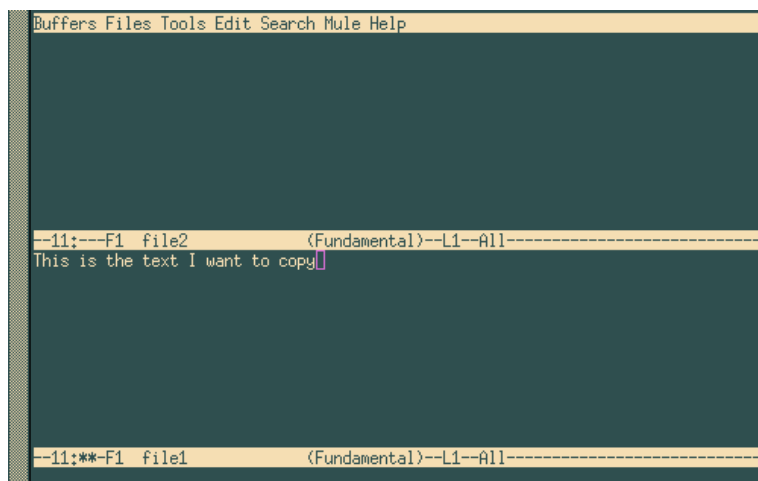 Buffers Files Tools Edit Search Mule Help
--11:---F1  file2             (Fundamental)--L1--All----------------------------
This is the text I want to copy
--11:**-F1  file1             (Fundamental)--L1--All----------------------------